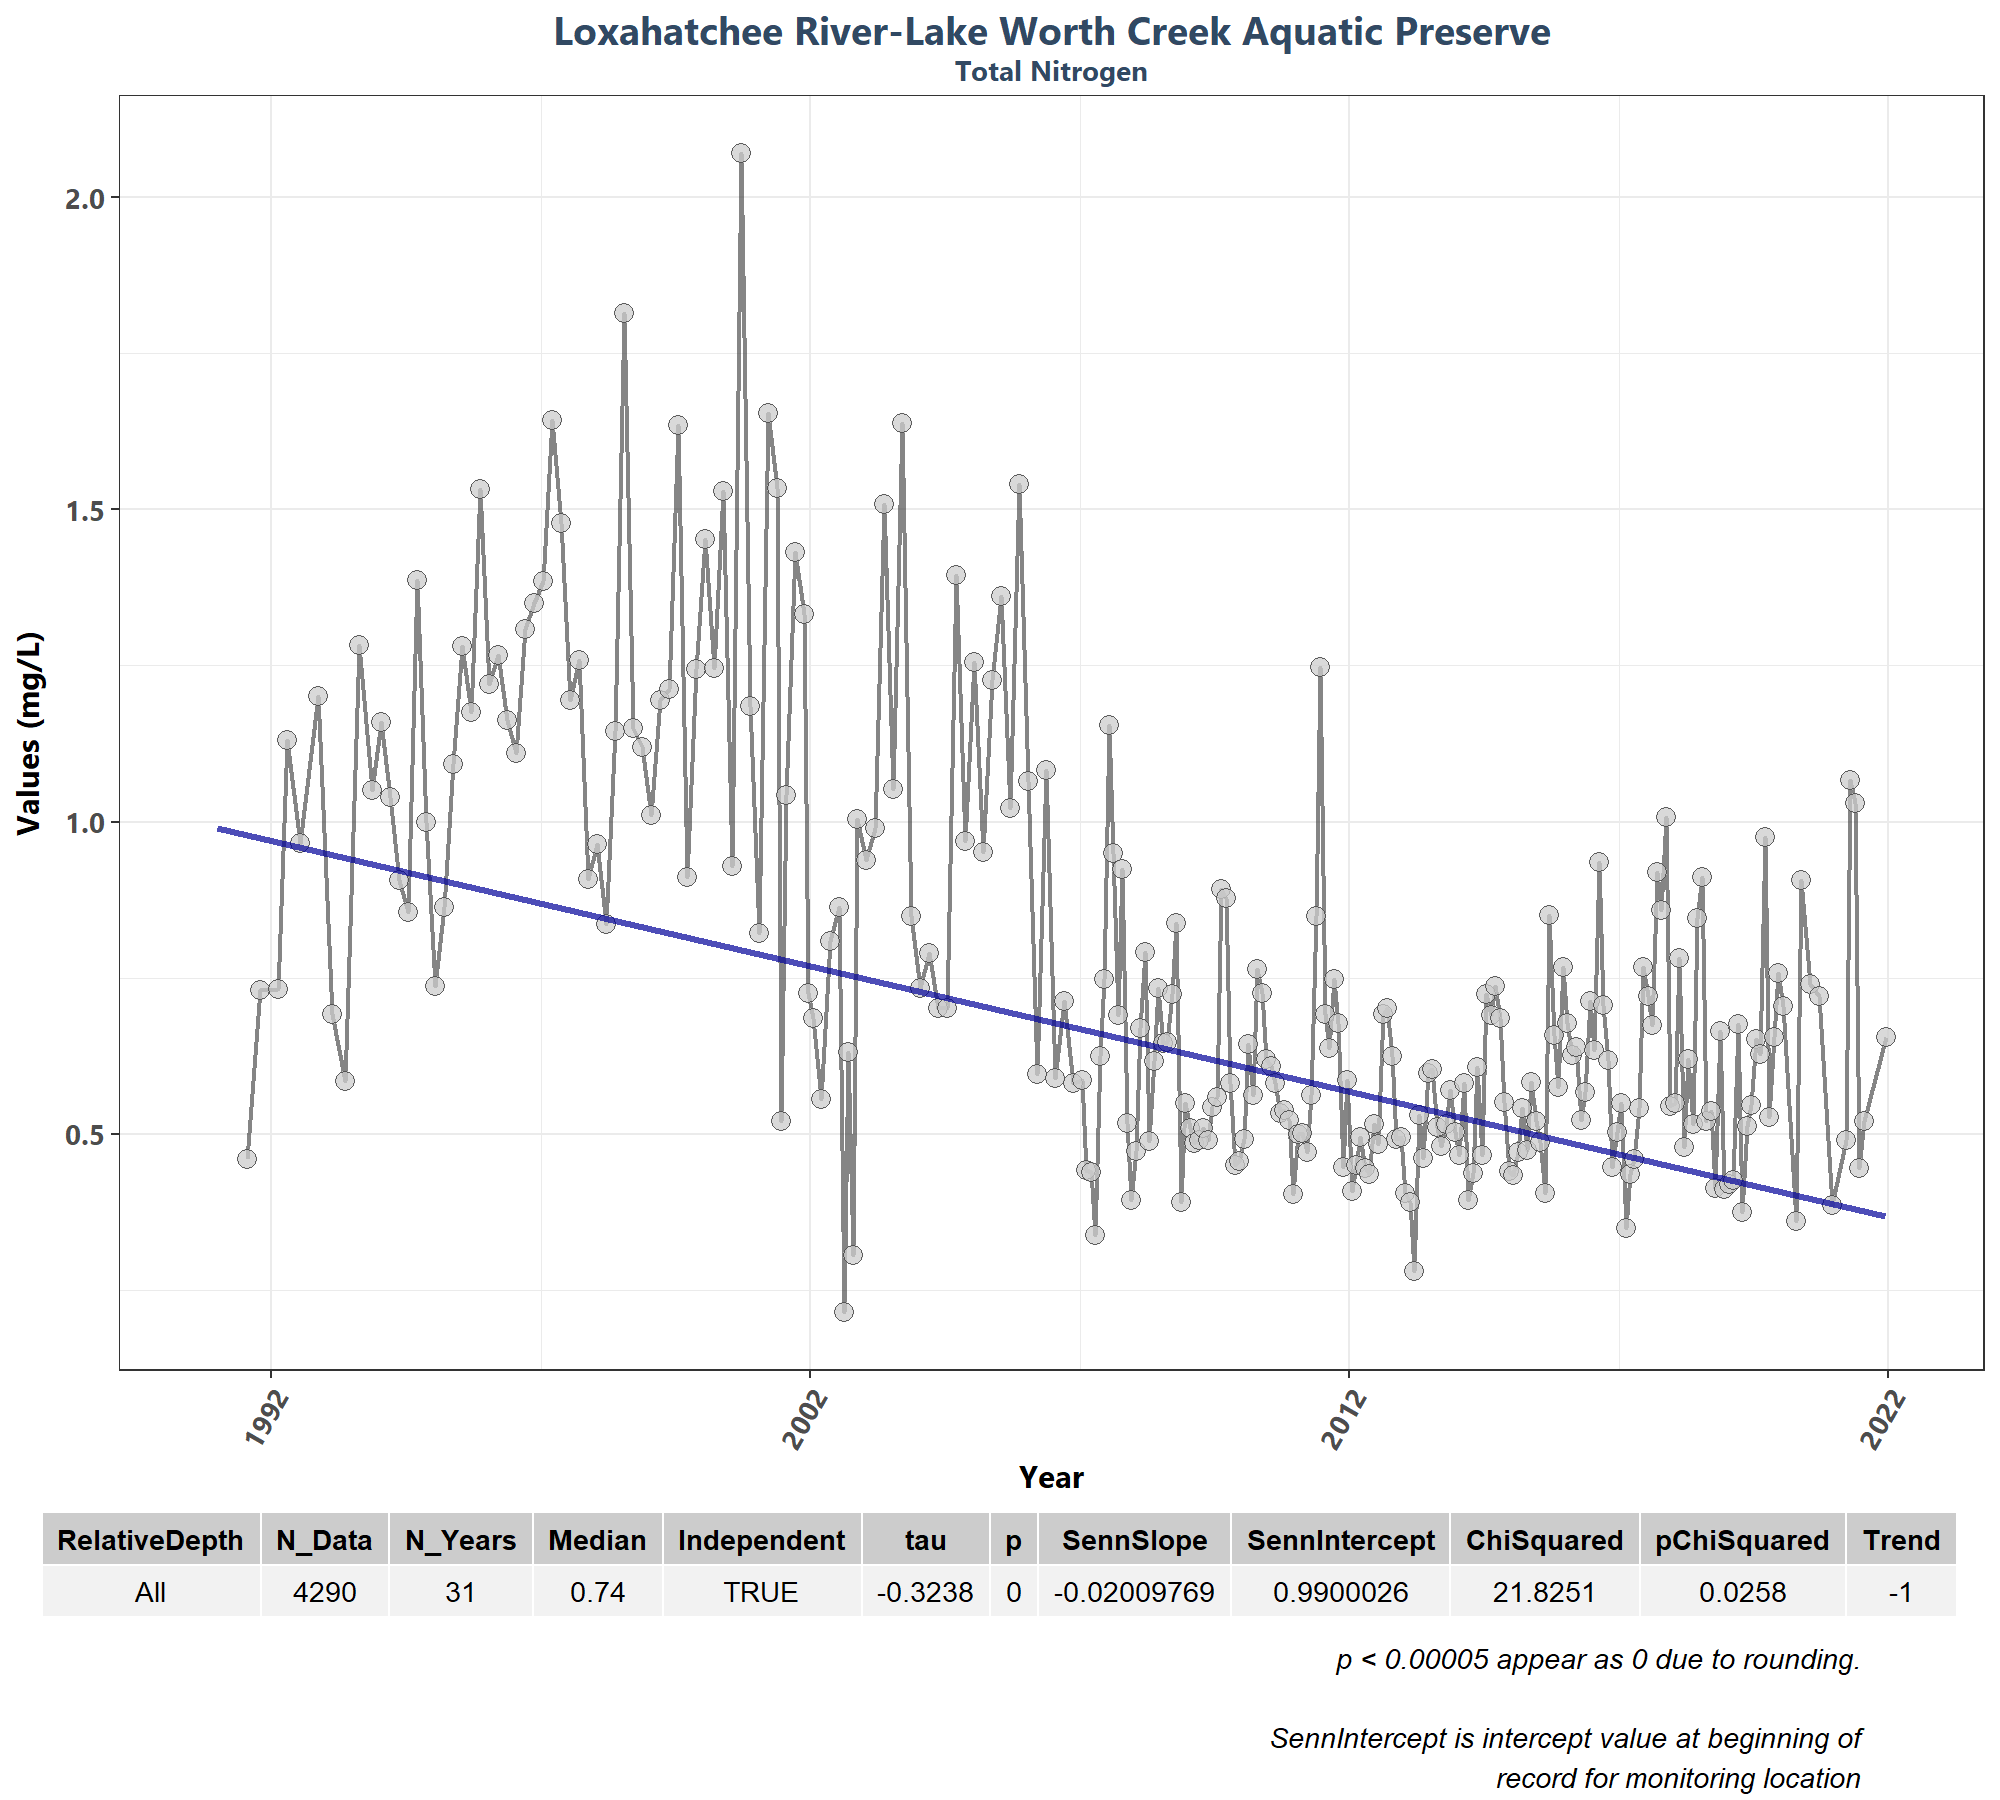 Loxahatchee River-Lake Worth Creek Aquatic Preserve
Total Nitrogen
Values (mg/L)
2.0
1.5
1.0
0.5
1992
2002
2012
2022
Year
RelativeDepth N_Data N_Years Median Independent tau p SennSlope SennIntercept ChiSquared pChiSquared Trend
All 4290 31 0.74 TRUE -0.3238 0 -0.02009769 0.9900026 21.8251 0.0258 -1
p < 0.00005 appear as 0 due to rounding.
SennIntercept is intercept value at beginning of
record for monitoring location